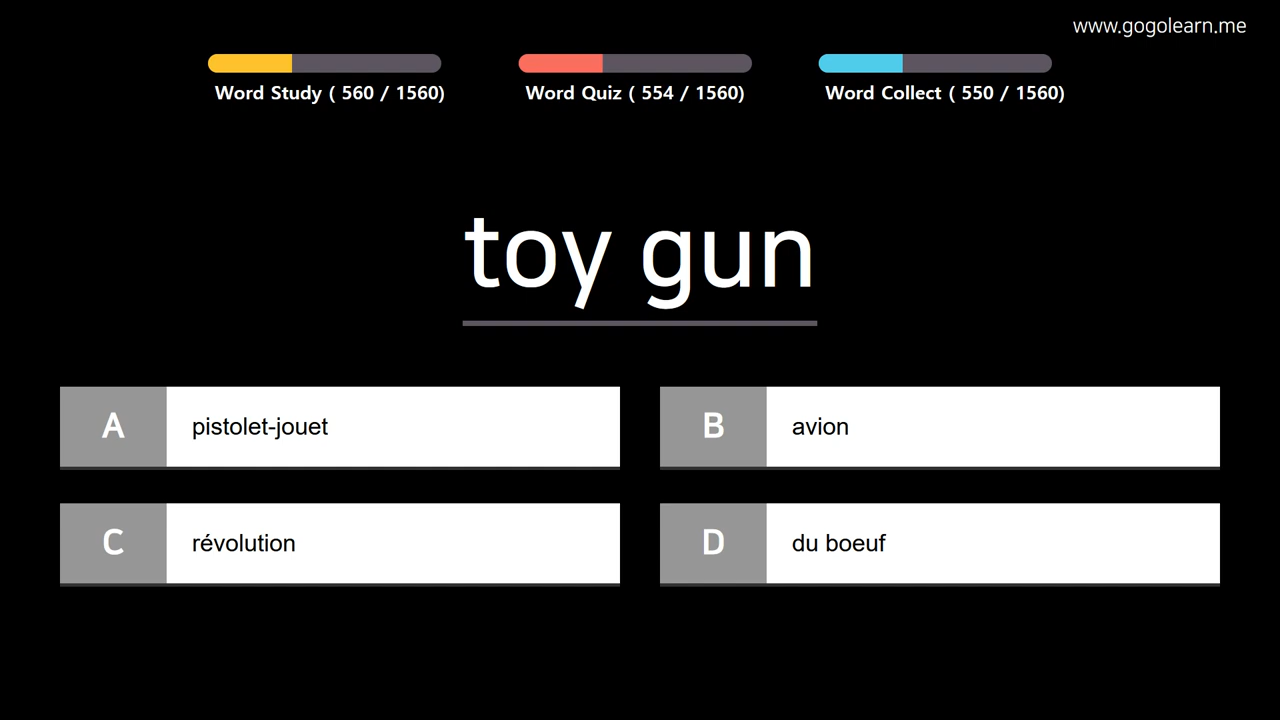 www.gogolearn.me
Word Study ( 560 / 1560)
Word Quiz ( 554 / 1560)
Word Collect ( 550 / 1560)
toy gun
A pistolet-jouet
B avion
C révolution
D du boeuf